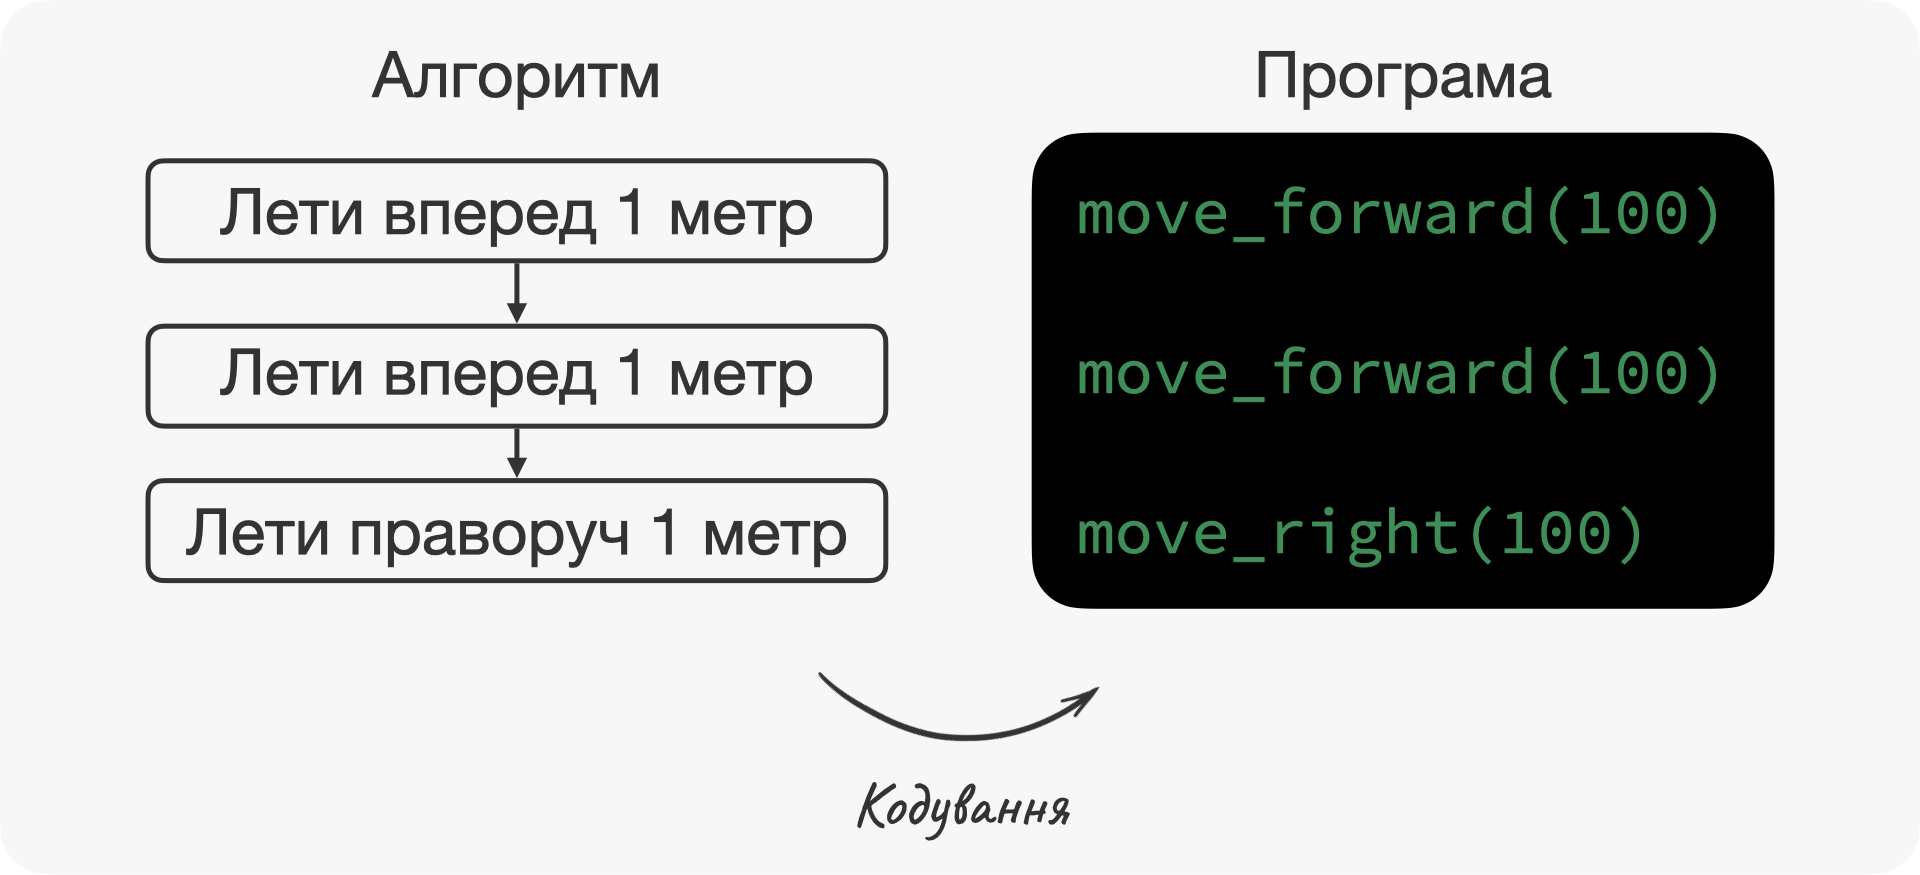 Алгоритм
Лети вперед 1 метр
Лети вперед 1 метр
Лети праворуч 1 метр
Програма
move_forward(100)
move_forward(100)
move_right(100)
Кодування